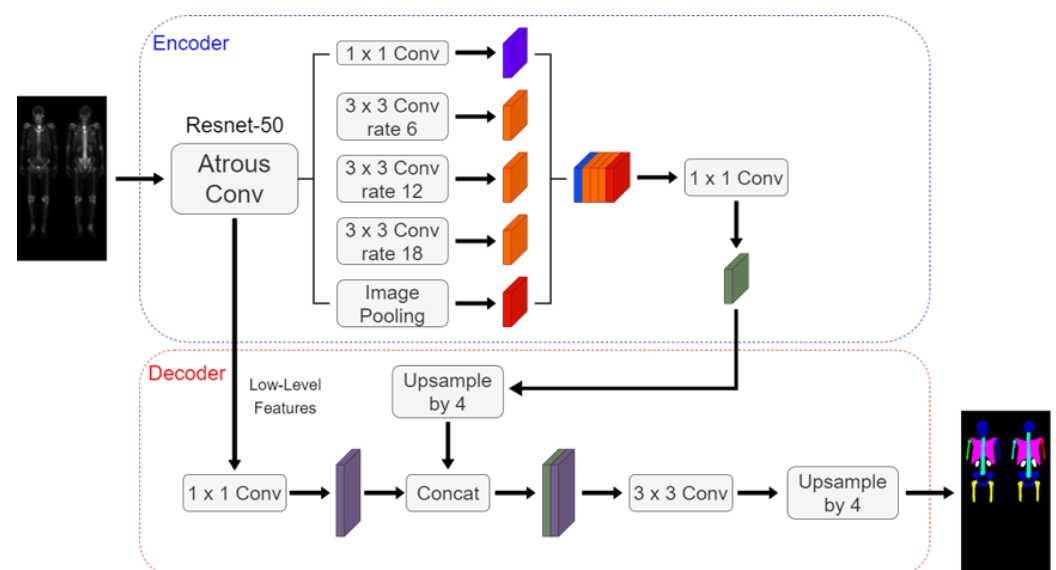 Encoder
Resnet-50
Atrous
Conv
1 x 1 Conv
3 x 3 Conv
rate 6
3 x 3 Conv
rate 12
3 x 3 Conv
rate 18
Image
Pooling
1 x 1 Conv
Decoder
Low-Level
Features
Upsample
by 4
1 x 1 Conv
Concat
3 x 3 Conv
Upsample
by 4